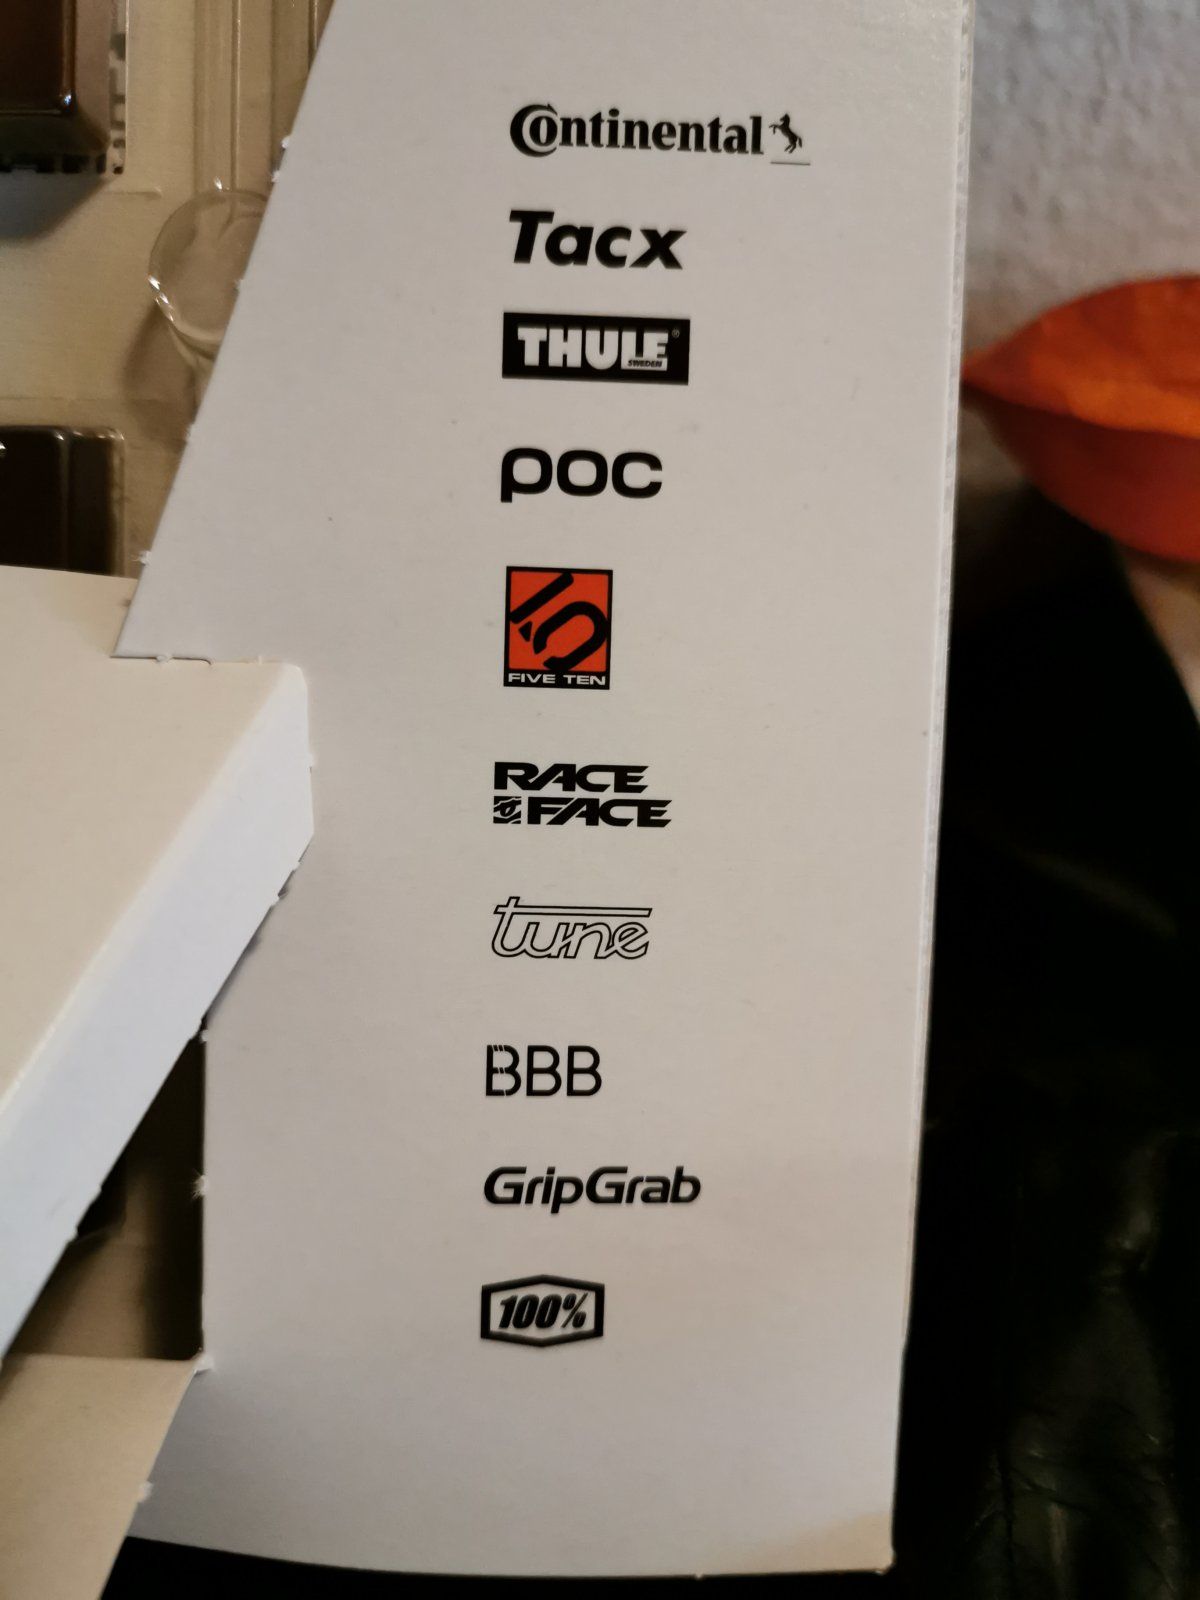 Continental
Tacx
THULE®
SWEDEN
POC
FIVE TEN
RACE
FACE
tune
BBB
GripGrab
100%